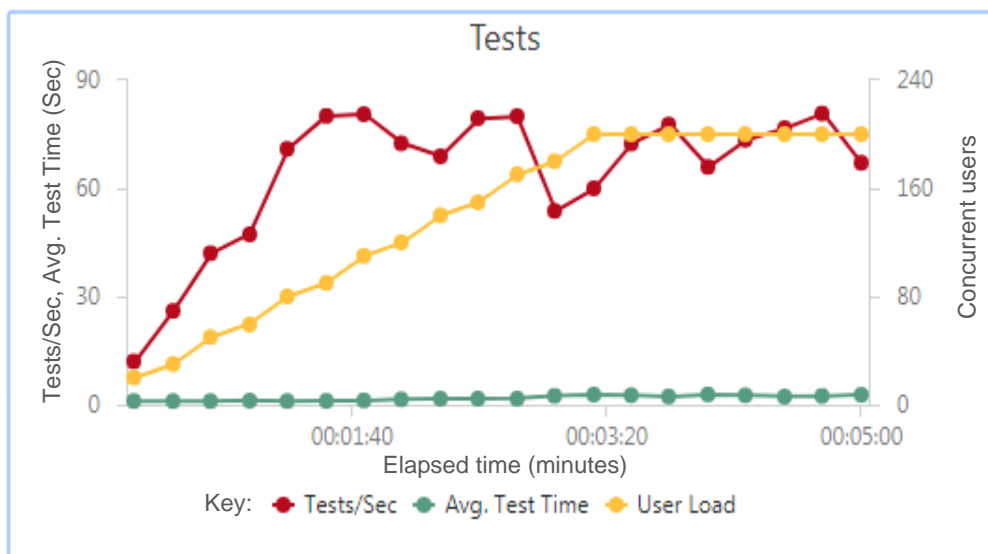 Tests
Tests/Sec, Avg. Test Time (Sec)
90
60
30
0
240
160
80
0
Concurrent users
00:01:40 00:03:20 00:05:00
Elapsed time (minutes)
Key: Tests/Sec Avg. Test Time User Load